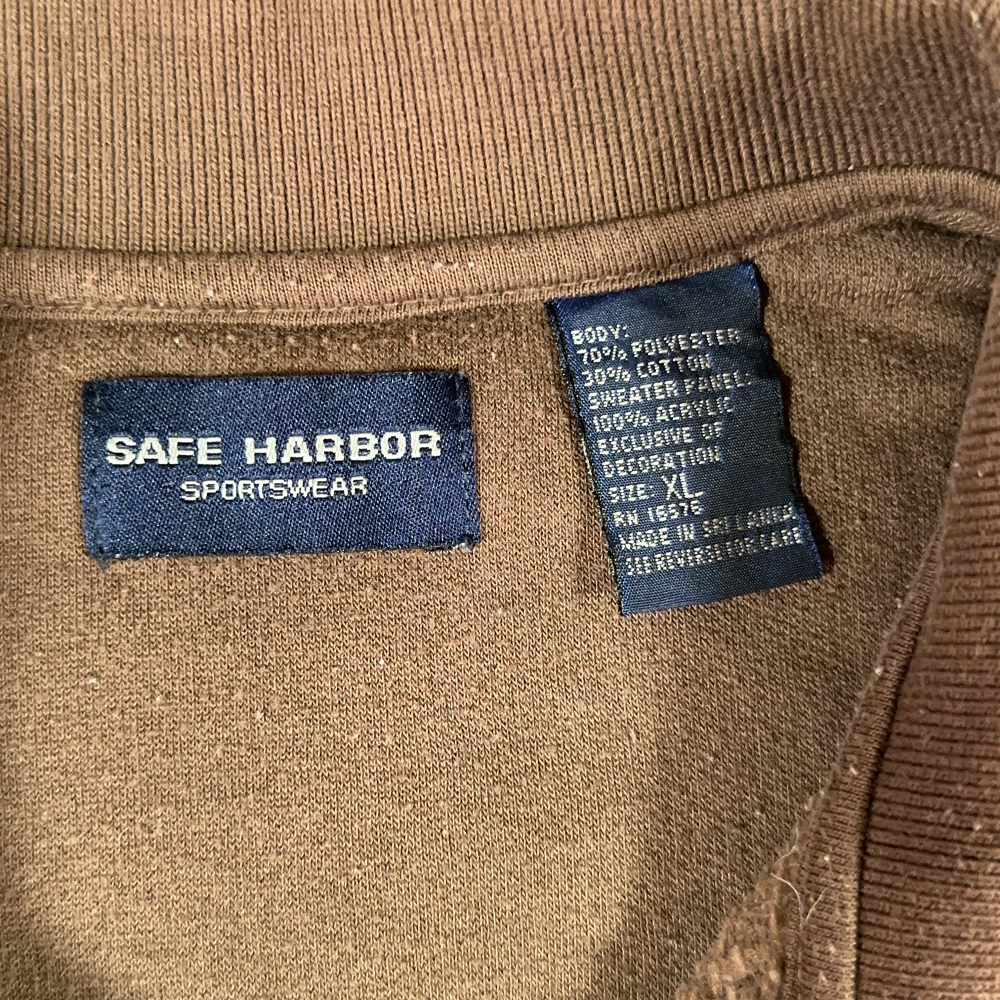 SAFE HARBOR
SPORTSWEAR
BODY:
70% POLYESTER
30% COTTON
SWEATER PANEL:
100% ACRYLIC
EXCLUSIVE OF
DECORATION
SIZE: XL
RN 16576
MADE IN SRI LANKA
SEE REVERSE FOR CARE